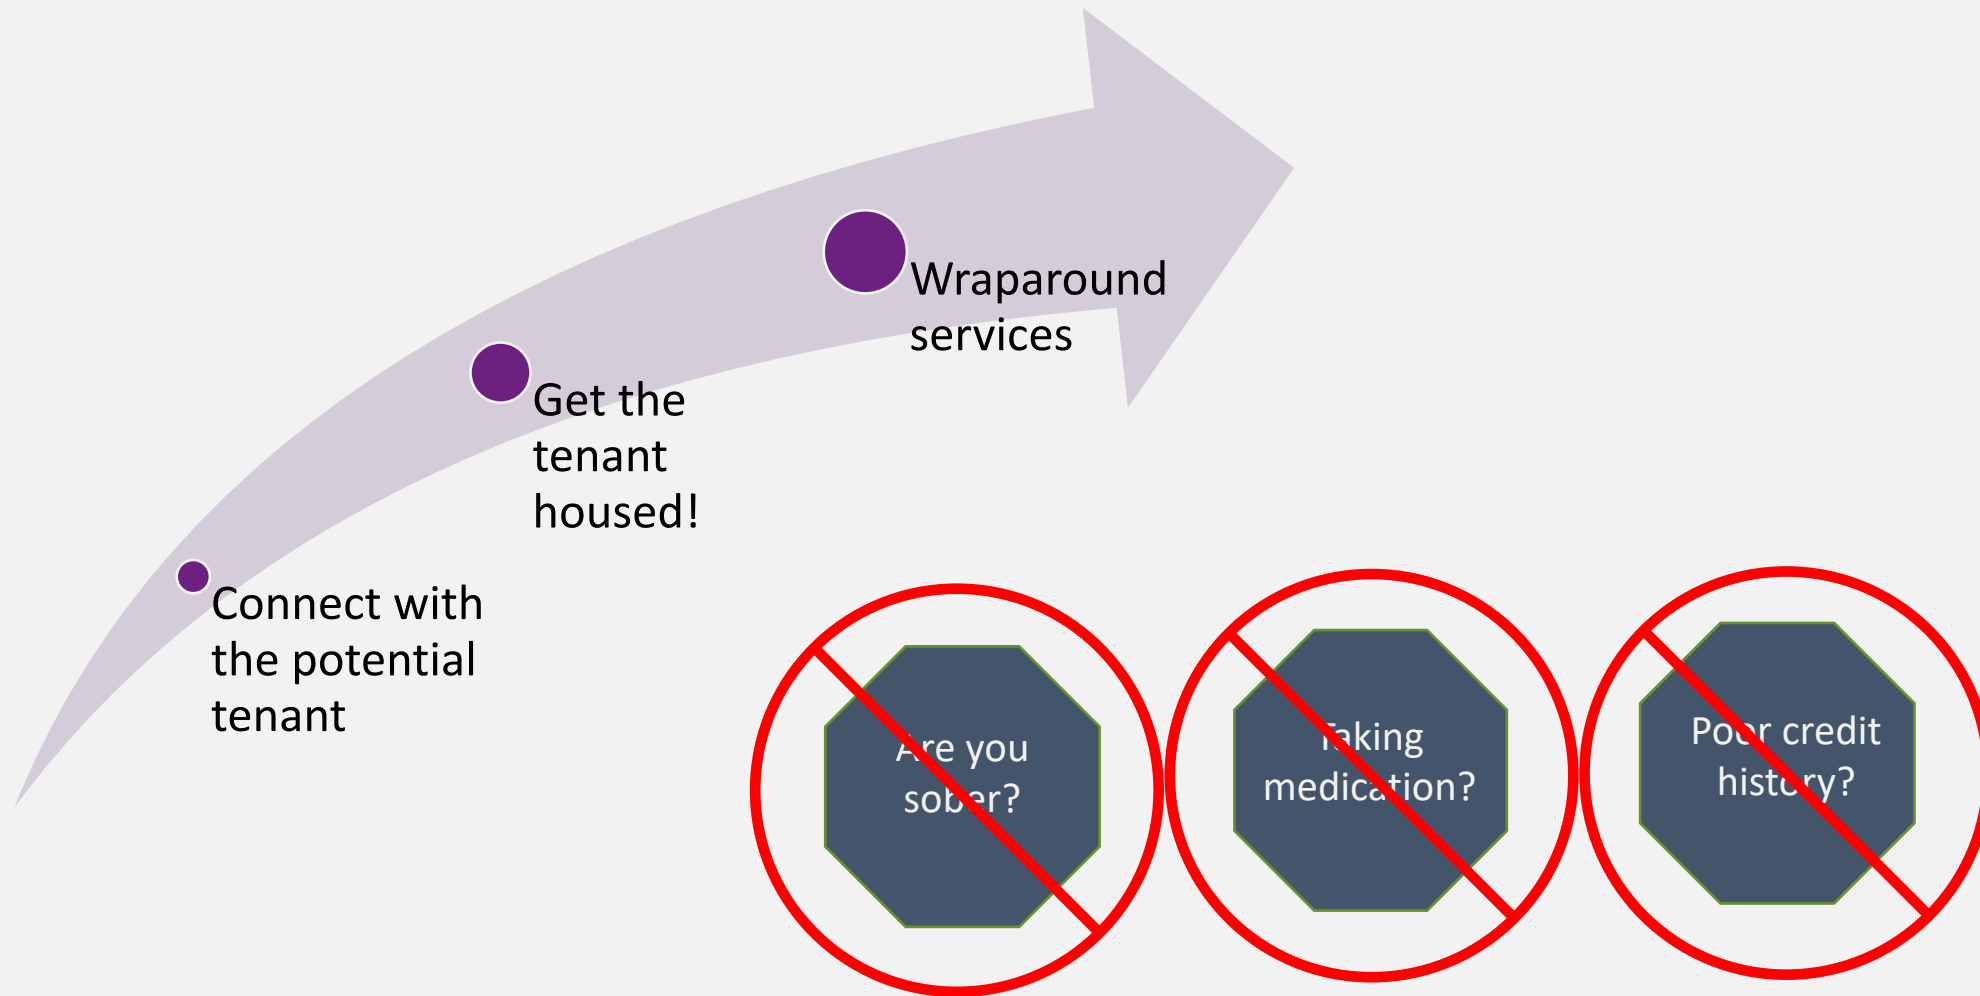 Wraparound
services
Get the
tenant
housed!
Connect with
the potential
tenant
Are you
sober?
Taking
medication?
Poor credit
history?